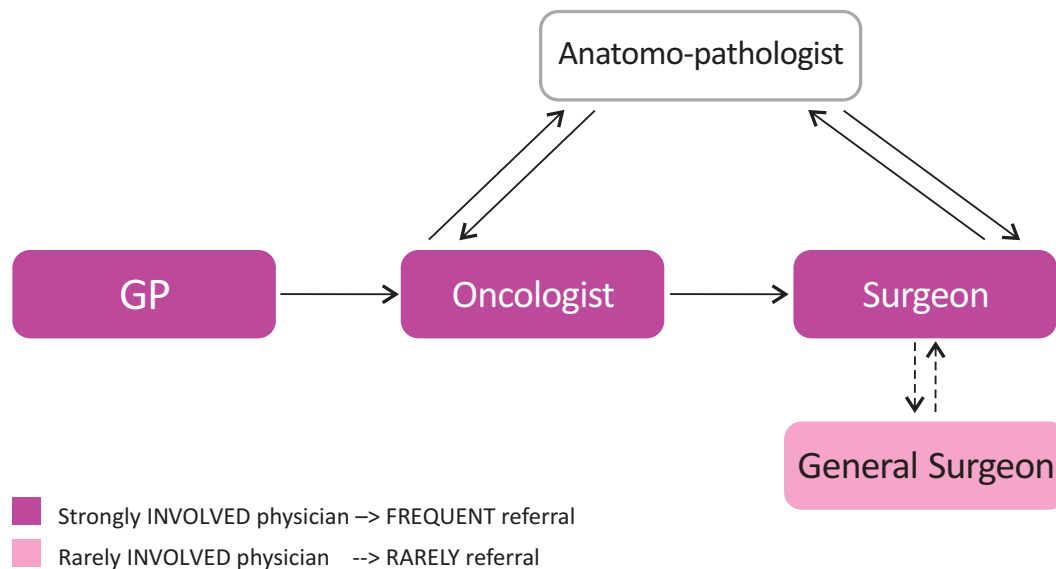 Anatomo-pathologist
GP
Oncologist
Surgeon
General Surgeon
Strongly INVOLVED physician –> FREQUENT referral
Rarely INVOLVED physician --> RARELY referral